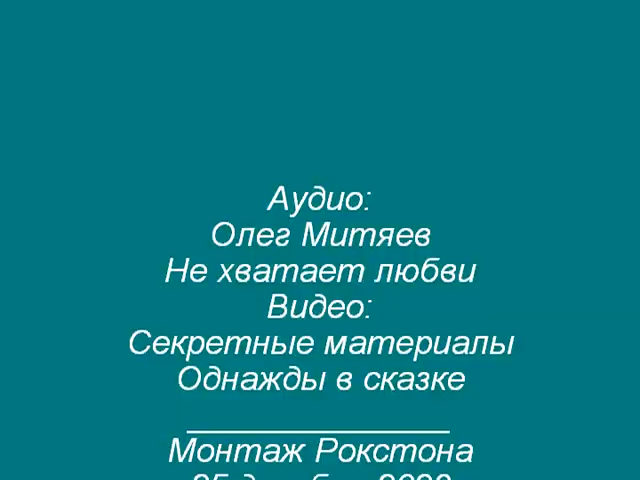 Аудио:
Олег Митяев
Не хватает любви
Видео:
Секретные материалы
Однажды в сказке
_______________
Монтаж Рокстона